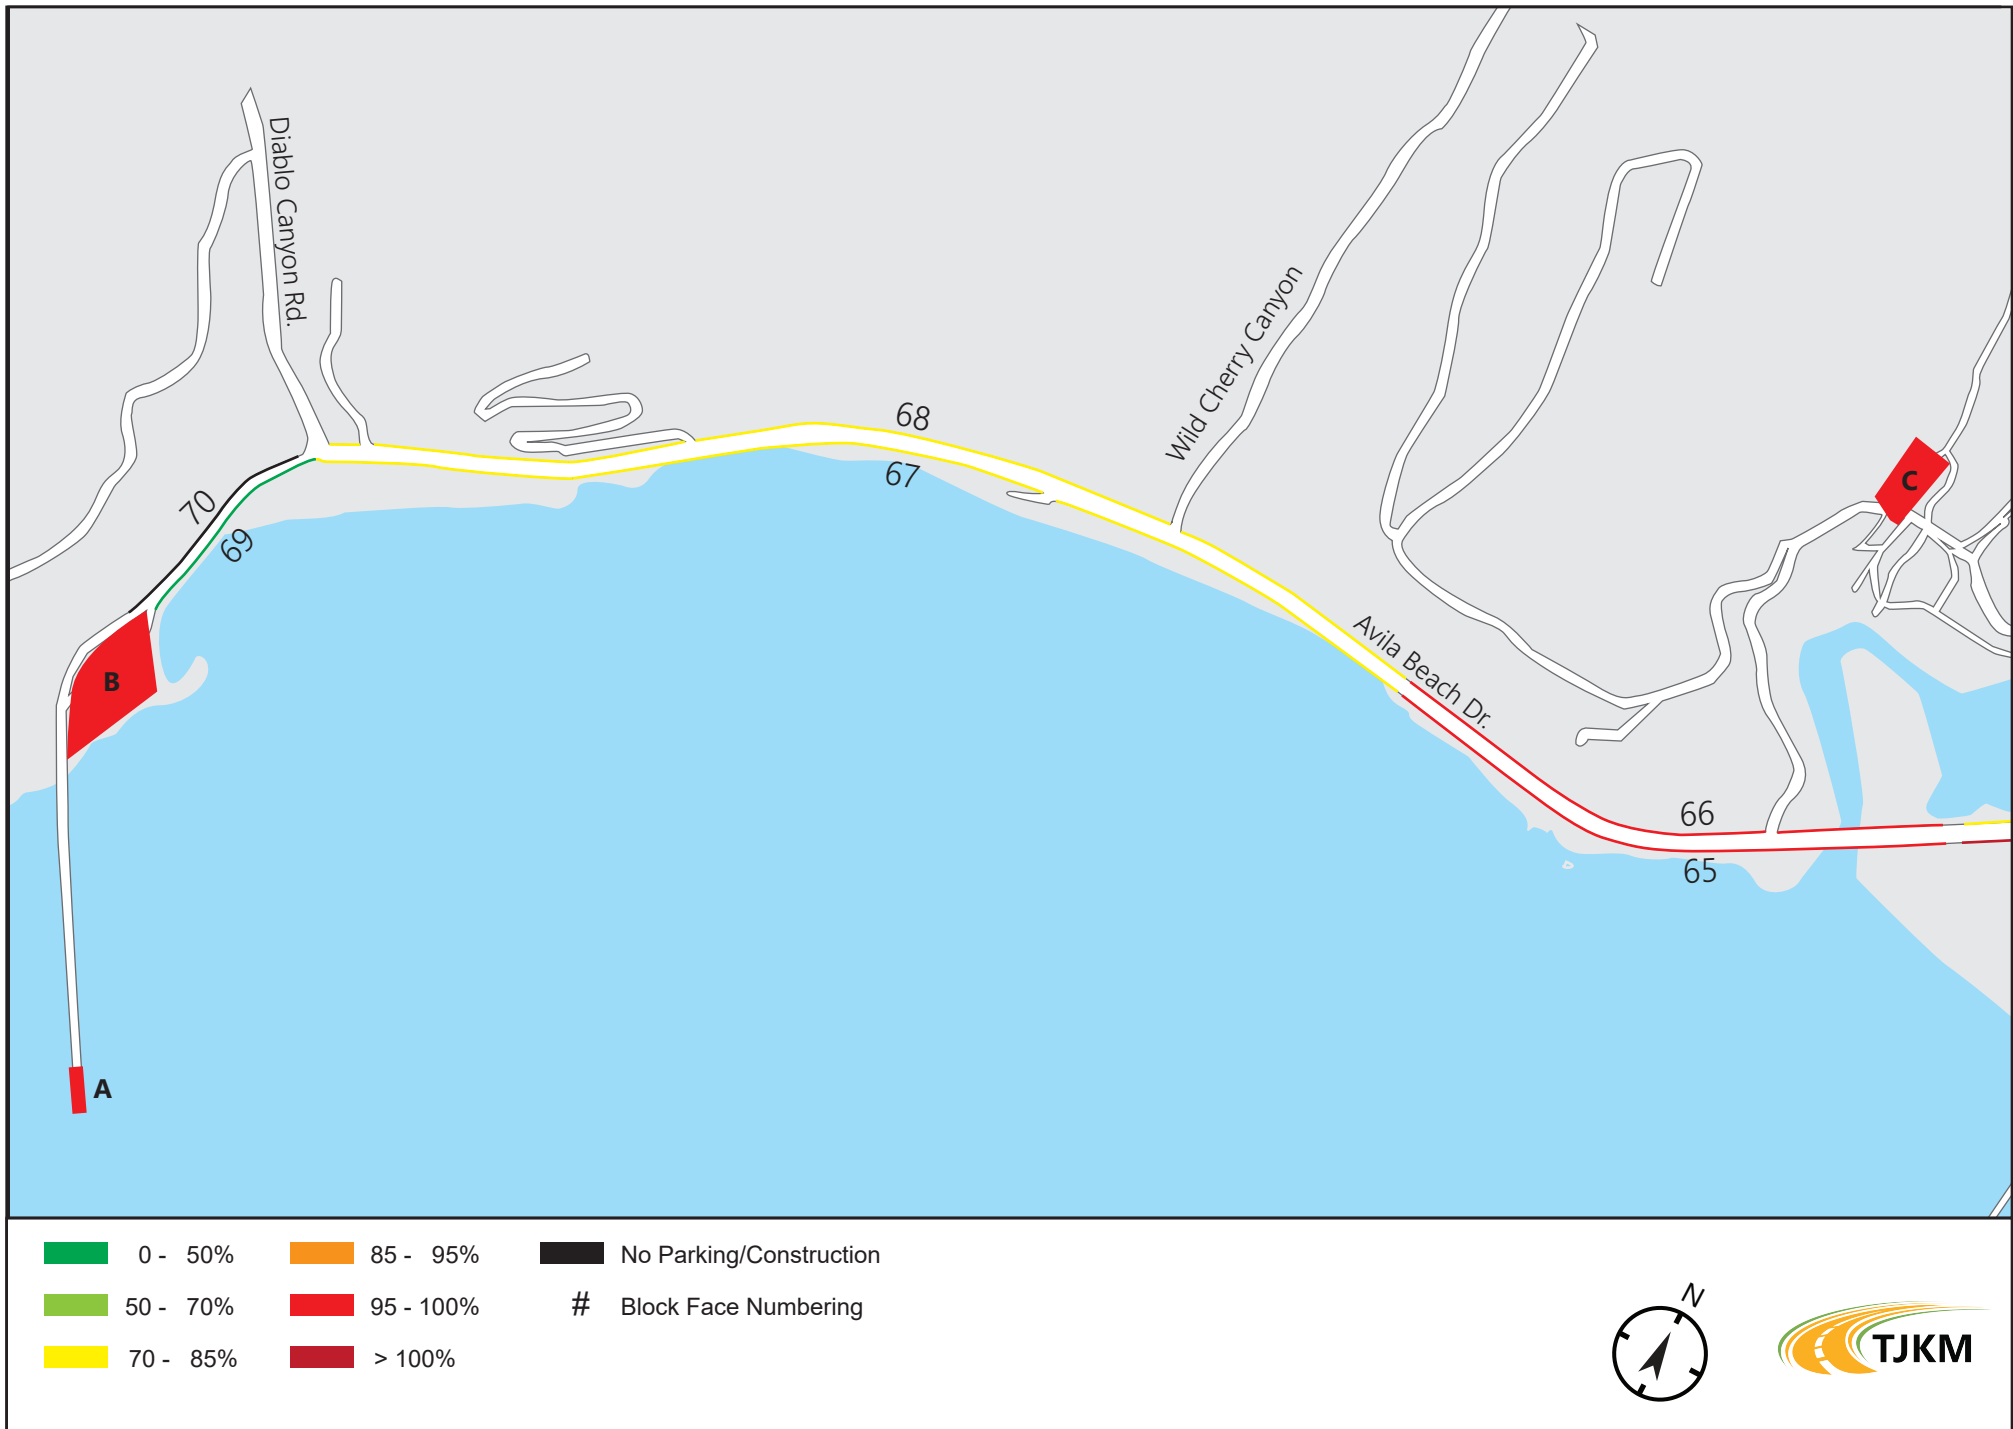 Diablo Canyon Rd.
Wild Cherry Canyon
68
67
70
69
C
B
Avila Beach Dr.
66
65
A
0 - 50%
85 - 95%
No Parking/Construction
50 - 70%
95 - 100%
# Block Face Numbering
70 - 85%
> 100%
N
TJKM